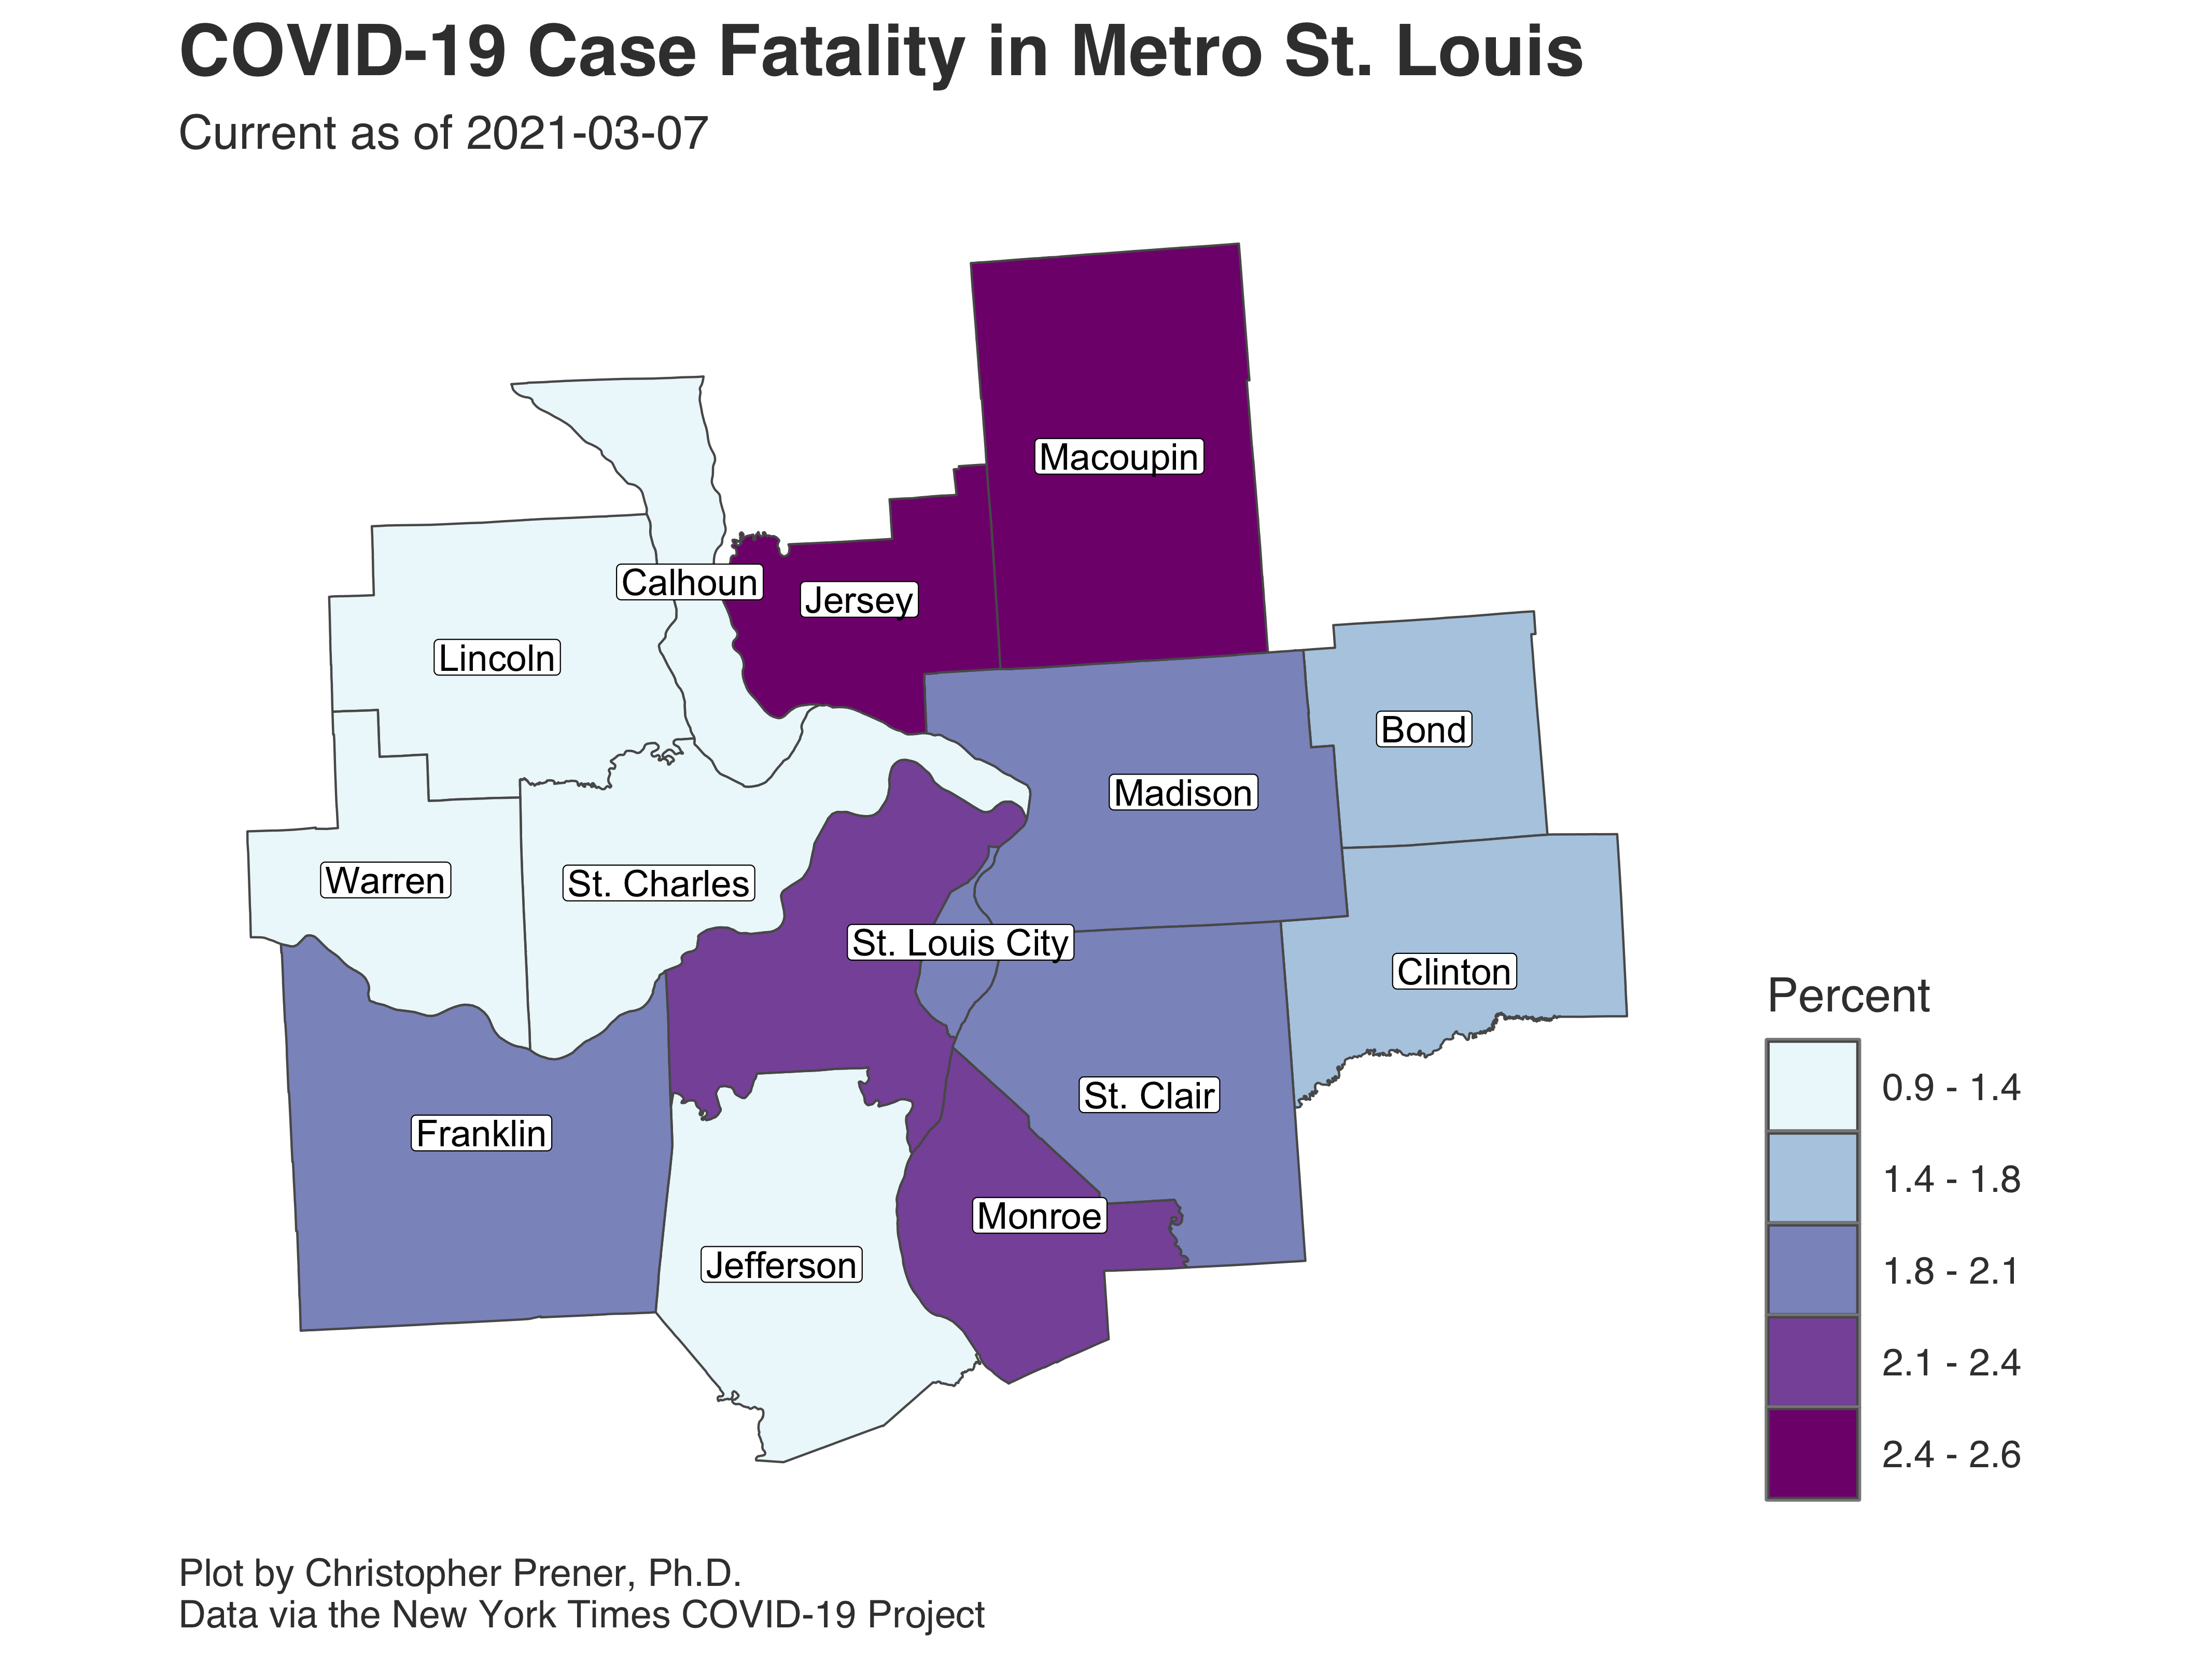 COVID-19 Case Fatality in Metro St. Louis
Current as of 2021-03-07
Macoupin
Calhoun
Jersey
Lincoln
Bond
Madison
Warren
St. Charles
St. Louis City
Clinton
St. Clair
Franklin
Monroe
Jefferson
Percent
0.9 - 1.4
1.4 - 1.8
1.8 - 2.1
2.1 - 2.4
2.4 - 2.6
Plot by Christopher Prener, Ph.D.
Data via the New York Times COVID-19 Project